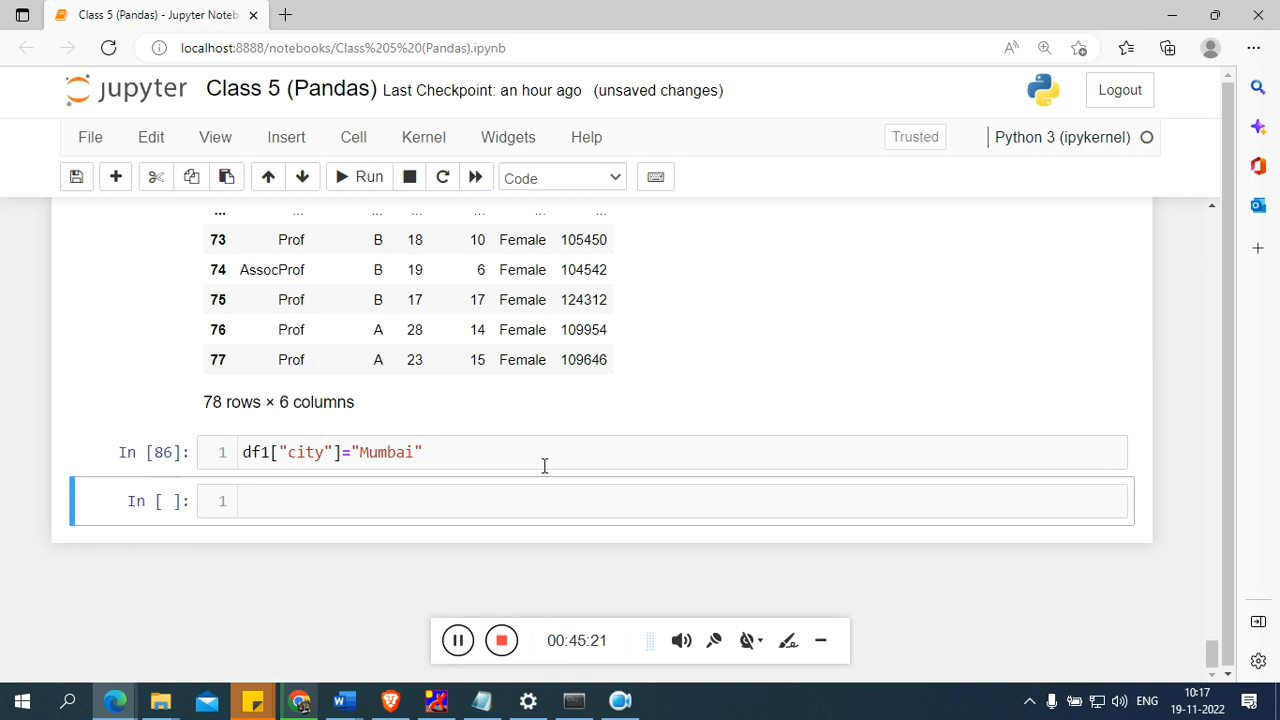 Class 5 (Pandas) - Jupyter Noteb
localhost:8888/notebooks/Class%205%20(Pandas).ipynb
jupyter Class 5 (Pandas) Last Checkpoint: an hour ago (unsaved changes)
Logout
File Edit View Insert Cell Kernel Widgets Help Trusted Python 3 (ipykernel)
Run Code
... ... ... ... ... ... ...
73 Prof B 18 10 Female 105450
74 AssocProf B 19 6 Female 104542
75 Prof B 17 17 Female 124312
76 Prof A 28 14 Female 109954
77 Prof A 23 15 Female 109646
78 rows × 6 columns
In [86]: 1 df1["city"]="Mumbai"
In [ ]: 1
00:45:21
ENG
10:17
19-11-2022